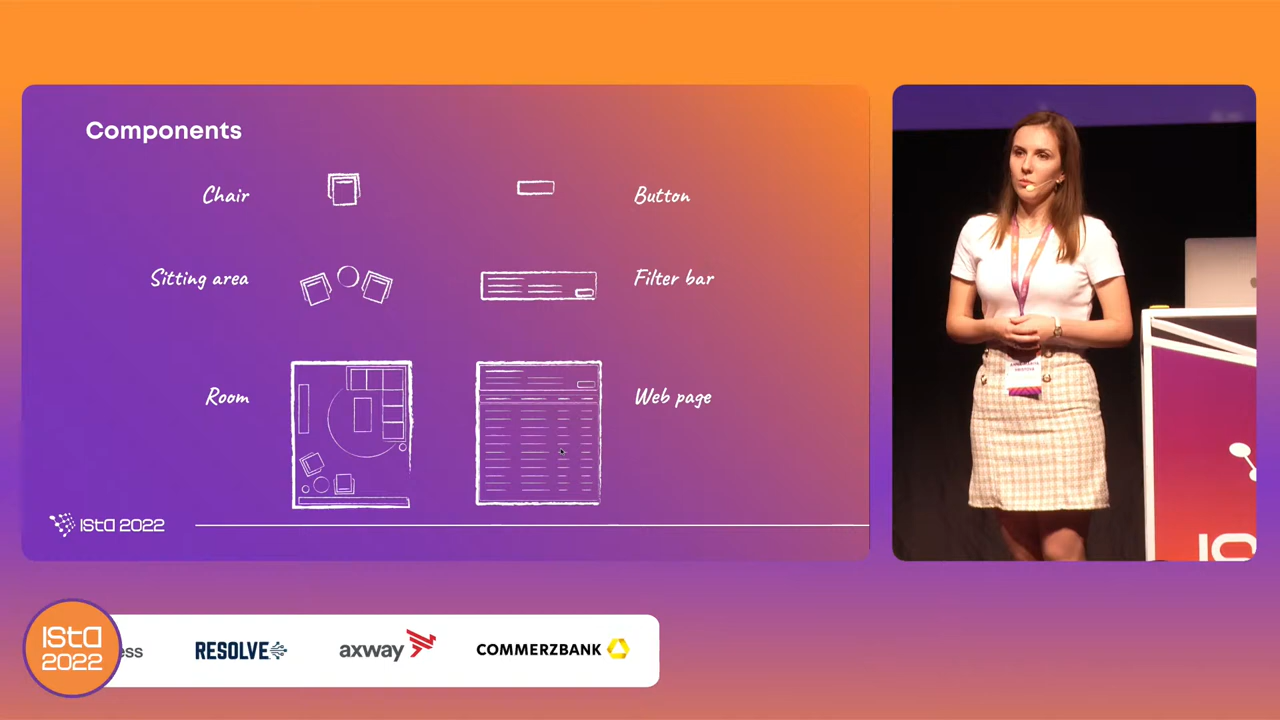 Components
Chair
Button
Sitting area
Filter bar
Room
Web page
ISTA 2022
ISTA
2022
ess
RESOLVE
axway
COMMERZBANK